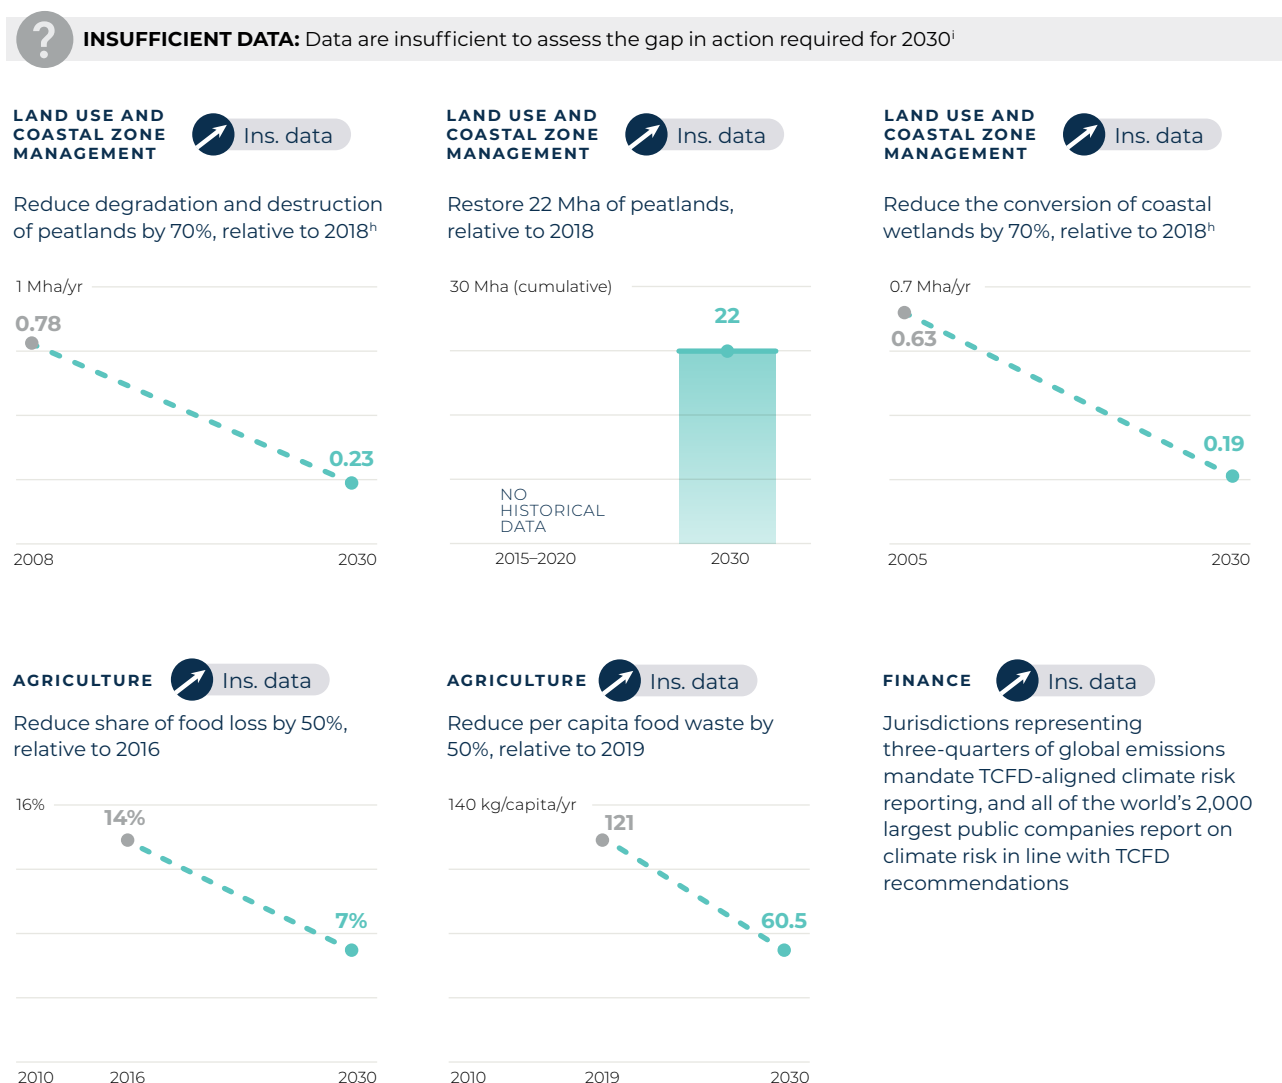 ?
INSUFFICIENT DATA: Data are insufficient to assess the gap in action required for 2030ⁱ
LAND USE AND
COASTAL ZONE
MANAGEMENT
Ins. data
Reduce degradation and destruction
of peatlands by 70%, relative to 2018ʰ
1 Mha/yr
0.78
0.23
2008
2030
LAND USE AND
COASTAL ZONE
MANAGEMENT
Ins. data
Restore 22 Mha of peatlands,
relative to 2018
30 Mha (cumulative)
22
NO
HISTORICAL
DATA
2015–2020
2030
LAND USE AND
COASTAL ZONE
MANAGEMENT
Ins. data
Reduce the conversion of coastal
wetlands by 70%, relative to 2018ʰ
0.7 Mha/yr
0.63
0.19
2005
2030
AGRICULTURE
Ins. data
Reduce share of food loss by 50%,
relative to 2016
16%
14%
7%
2010
2016
2030
AGRICULTURE
Ins. data
Reduce per capita food waste by
50%, relative to 2019
140 kg/capita/yr
121
60.5
2010
2019
2030
FINANCE
Ins. data
Jurisdictions representing
three-quarters of global emissions
mandate TCFD-aligned climate risk
reporting, and all of the world's 2,000
largest public companies report on
climate risk in line with TCFD
recommendations